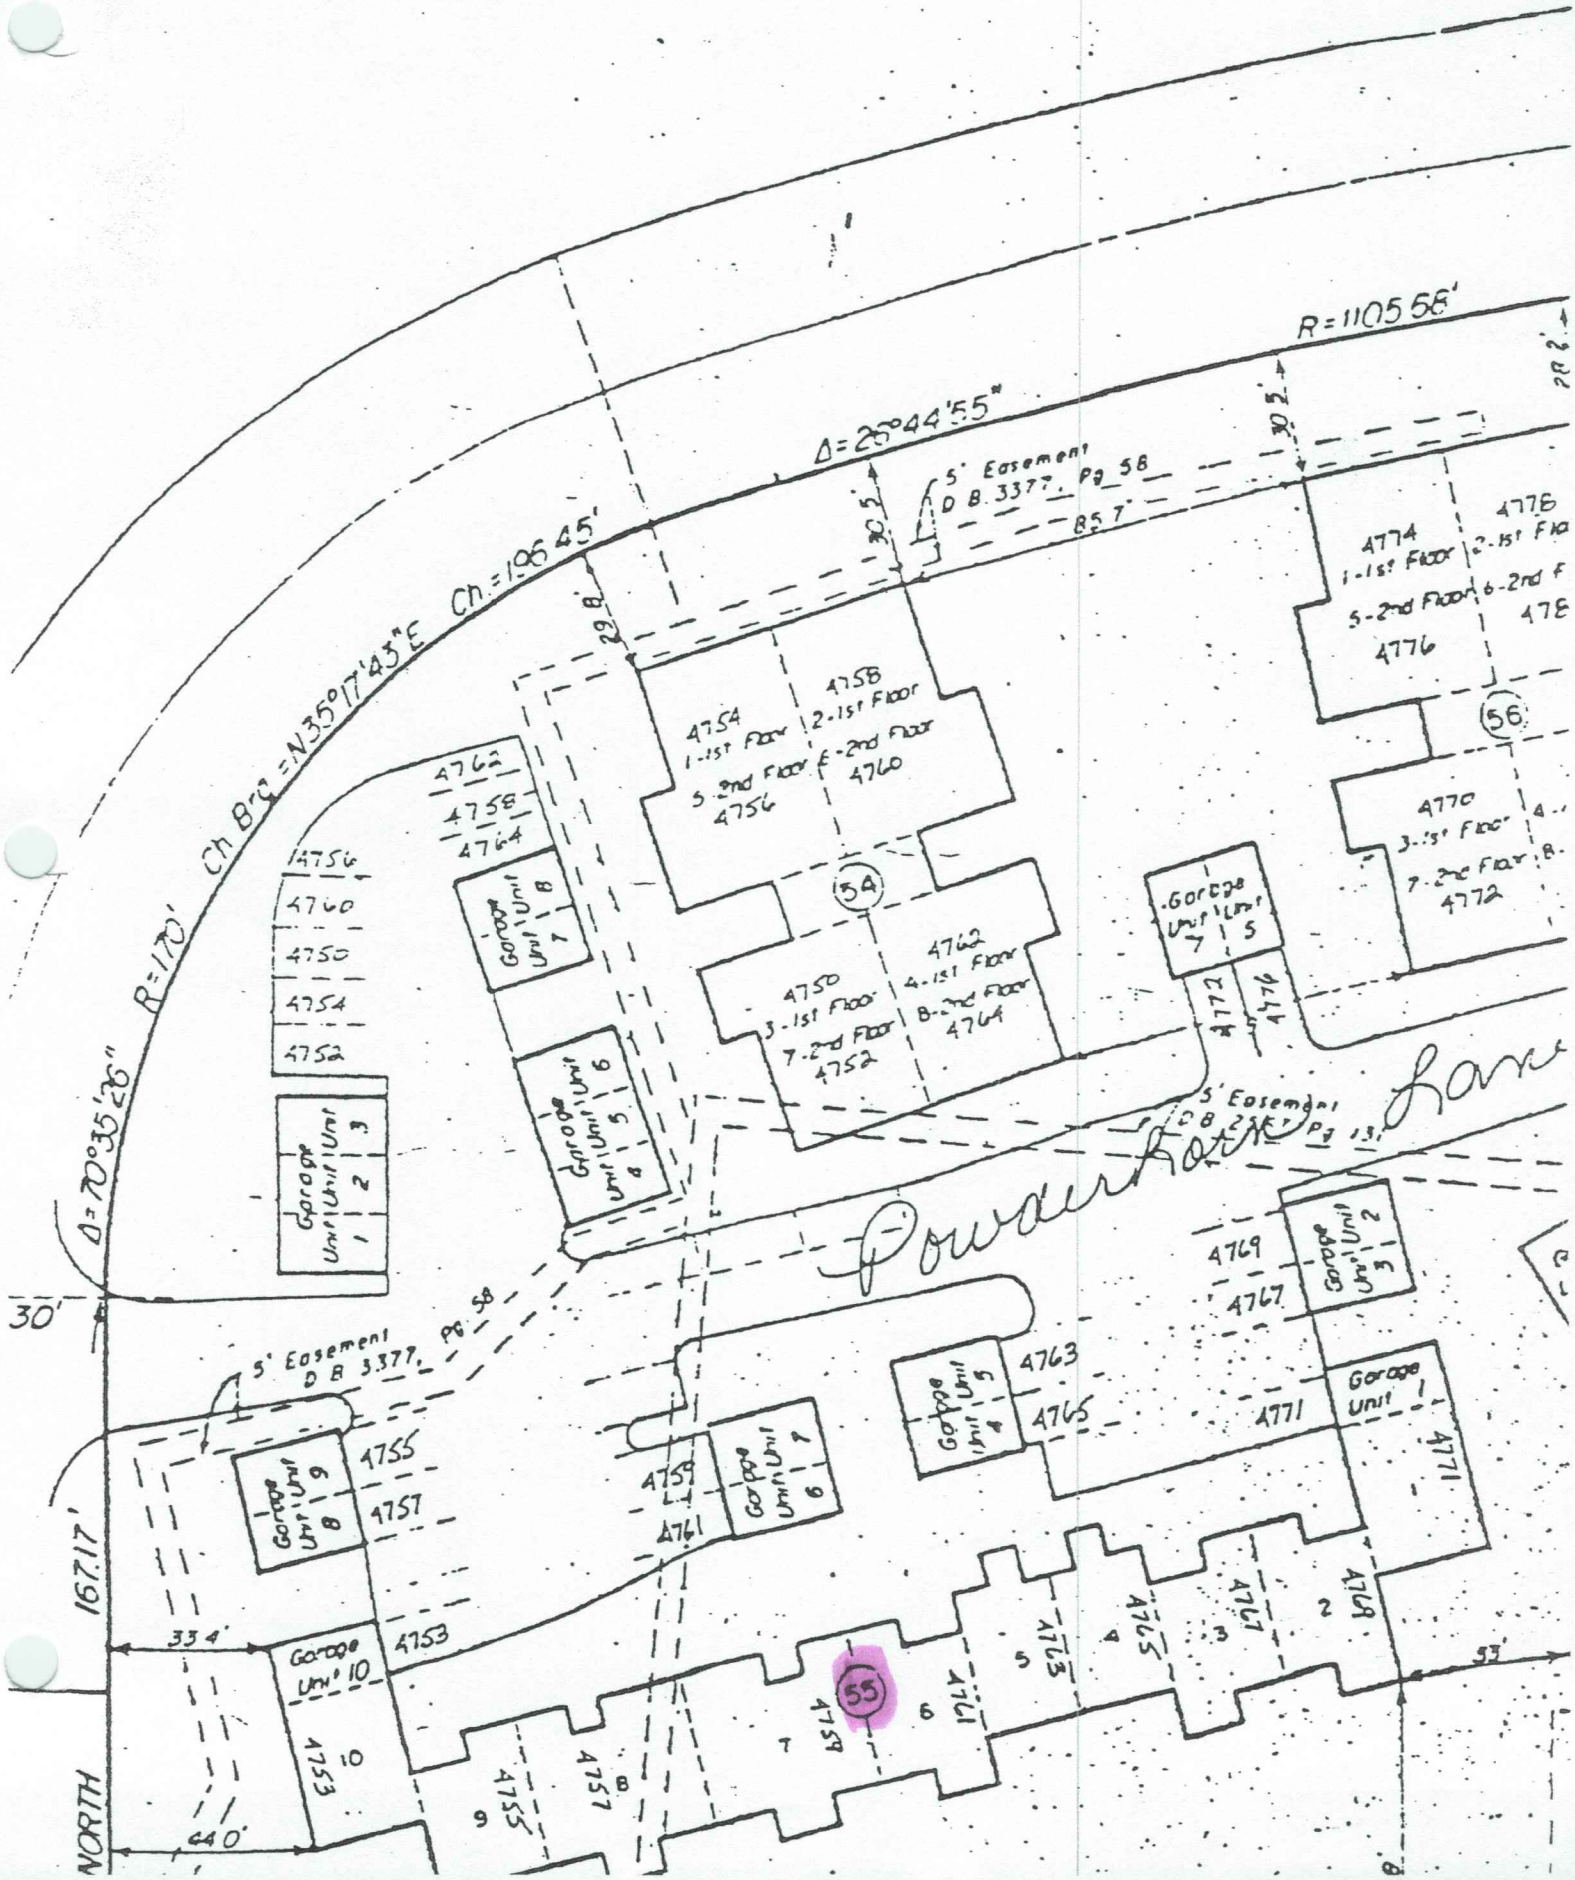 R=1105.58'
28.2'
30.5'
Δ=25°44'55"
5' Easement
D.B. 3377, Pg. 58
85.7'
30.5'
Ch.=196.45'
29.8'
Ch. Brg.=N35°17'43"E
R=170'
Δ=70°35'26"
4774
1-1st Floor
5-2nd Floor
4776
4778
2-1st Flo
6-2nd F
478
56
4770
3-1st Floor
7-2nd Floor
4772
4-
8-
4754
1-1st Floor
5-2nd Floor
4756
4758
2-1st Floor
6-2nd Floor
4760
54
4750
3-1st Floor
7-2nd Floor
4752
4762
4-1st Floor
8-2nd Floor
4764
4762
4758
4764
Garage
Unit Unit
7 8
4756
4760
4750
4754
4752
Garage
Unit Unit Unit
1 2 3
Garage
Unit Unit Unit
4 5 6
Garage
Unit Unit
7 5
4772
4776
5' Easement
Powderhorn Lane
30'
5' Easement
D.B. 3377, PG. 58
4769
4767
Garage
Unit Unit
3 2
4763
4765
Garage
Unit Unit
4 5
Garage
Unit 1
4771
4771
4755
4757
Garage
Unit Unit
8 9
4759
4761
Garage
Unit Unit
6 7
167.17'
33.4'
Garage
Unit 10
4753
4753
10
NORTH
44.0'
9
4755
4757
8
7
4759
55
6
4761
5
4763
4
4765
3
4767
2
4769
53'